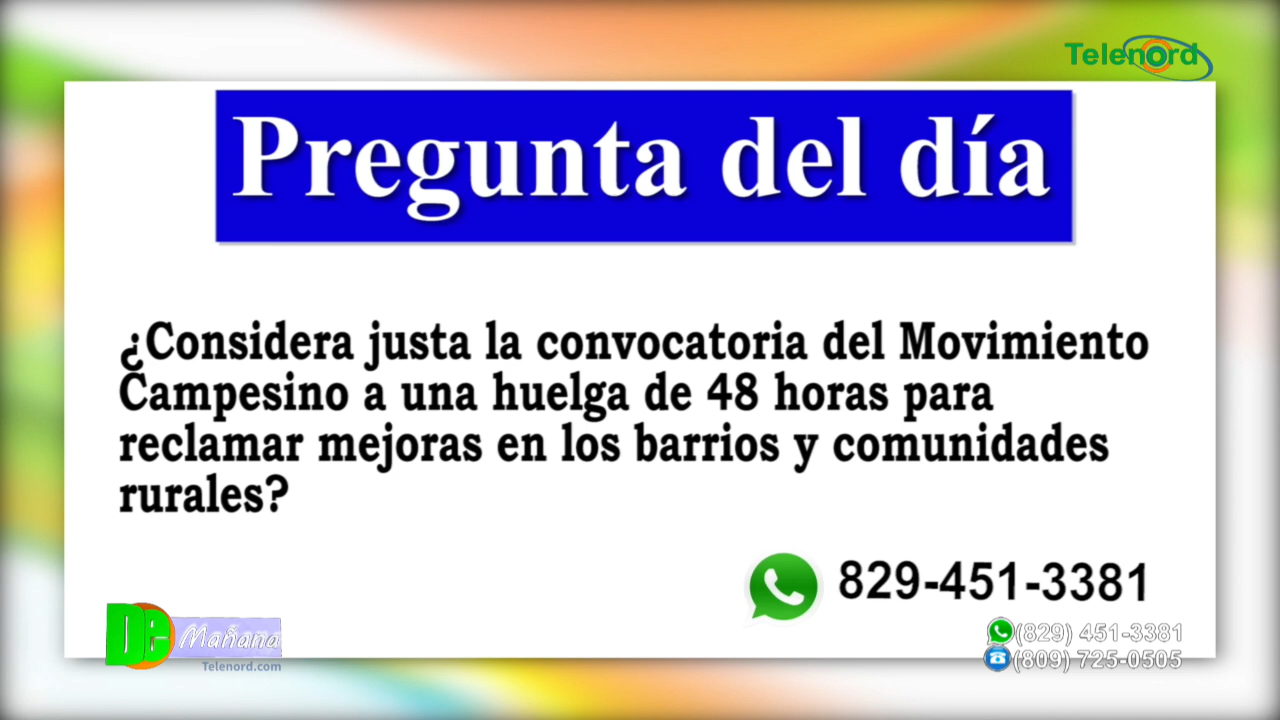 Telenord
Pregunta del día
¿Considera justa la convocatoria del Movimiento
Campesino a una huelga de 48 horas para
reclamar mejoras en los barrios y comunidades
rurales?
829-451-3381
De Mañana
Telenord.com
(829) 451-3381
(809) 725-0505